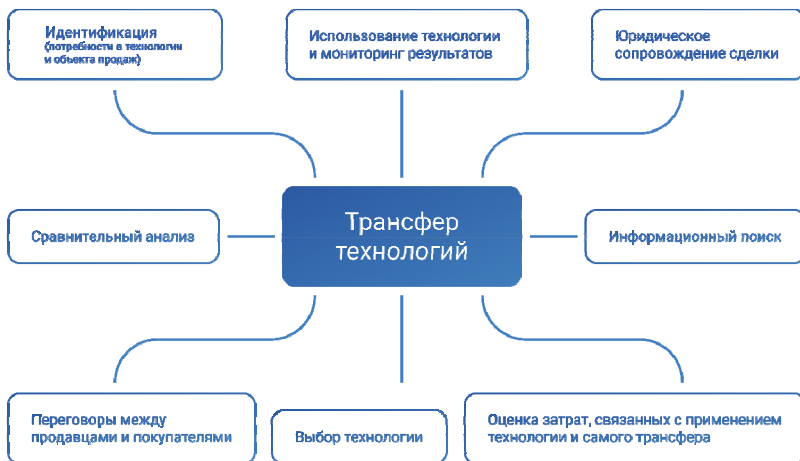 Идентификация
(потребности в технологии
и объекта продаж)
Использование технологии
и мониторинг результатов
Юридическое
сопровождение сделки
Сравнительный анализ
Трансфер
технологий
Информационный поиск
Переговоры между
продавцами и покупателями
Выбор технологии
Оценка затрат, связанных с применением
технологии и самого трансфера